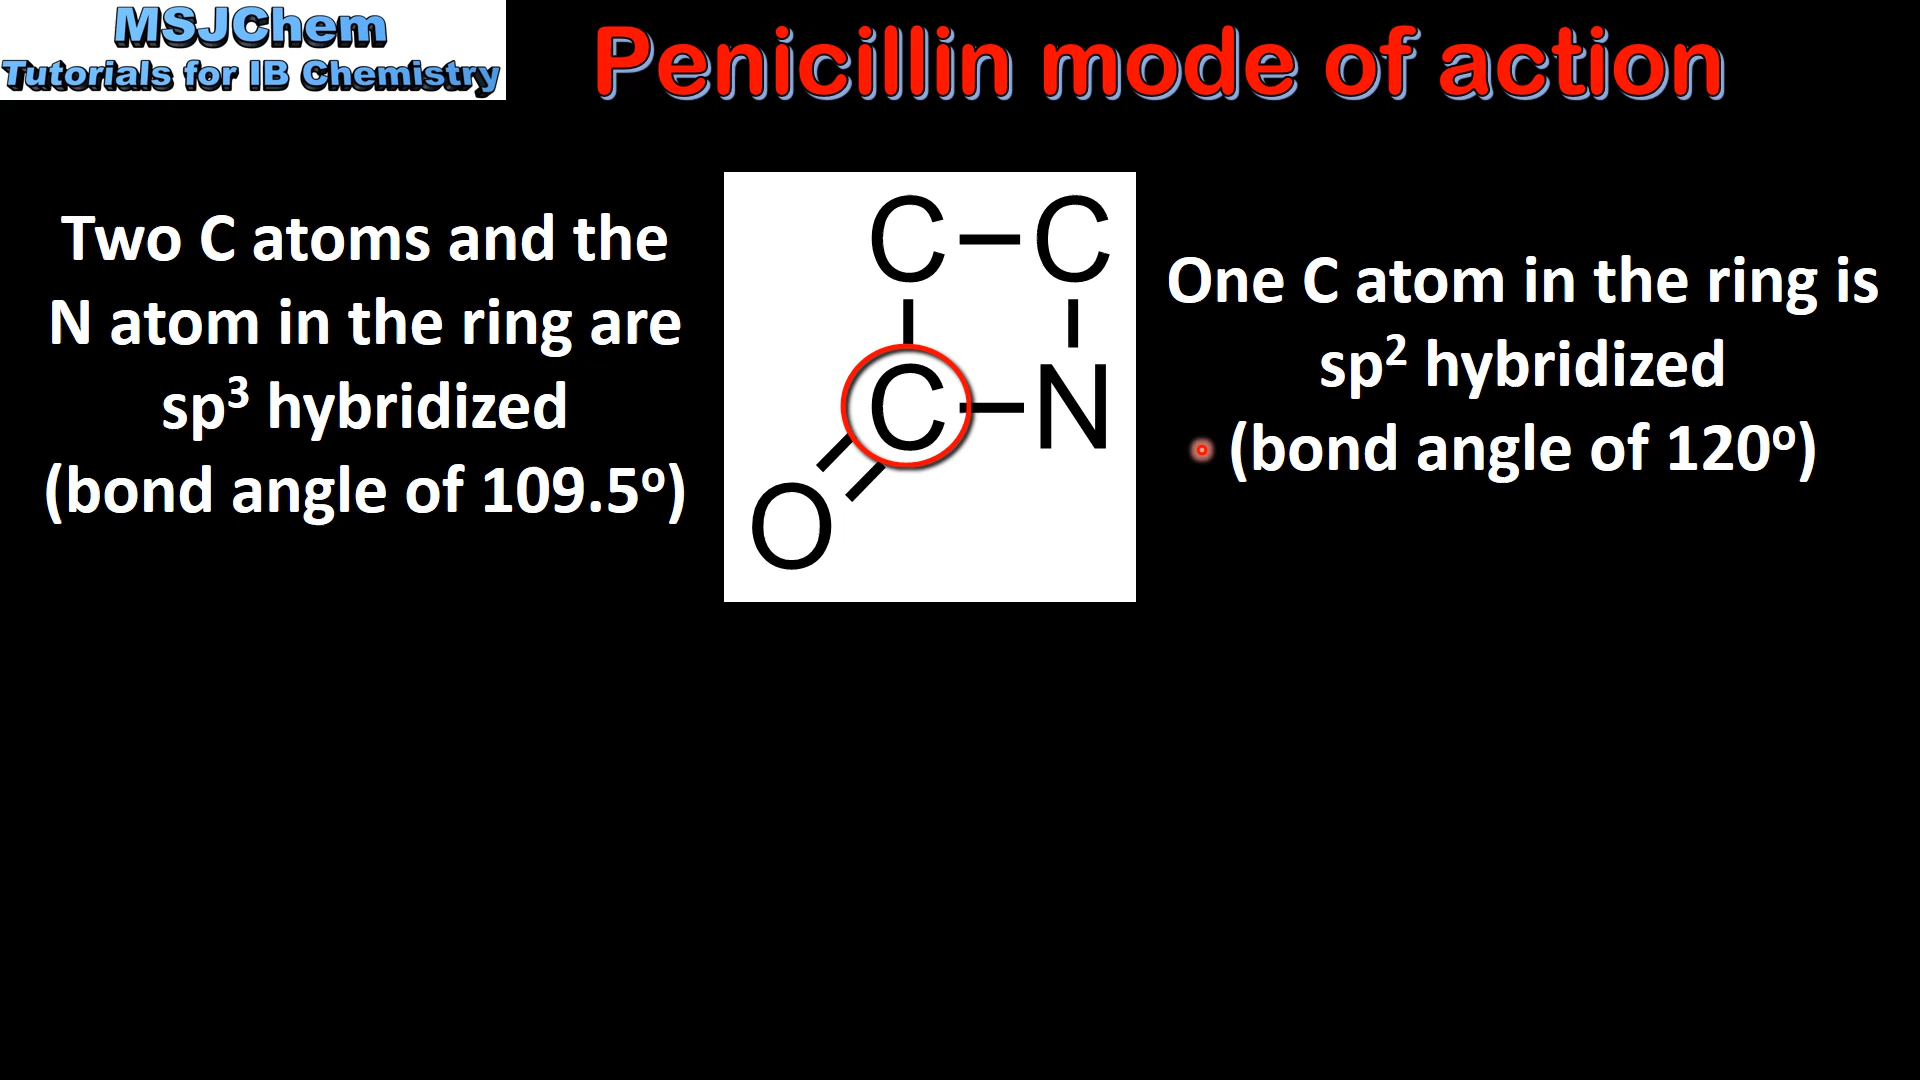 MSJChem
Tutorials for IB Chemistry
Penicillin mode of action
Two C atoms and the
N atom in the ring are
sp³ hybridized
(bond angle of 109.5º)
C C
C N
O
One C atom in the ring is
sp² hybridized
(bond angle of 120º)